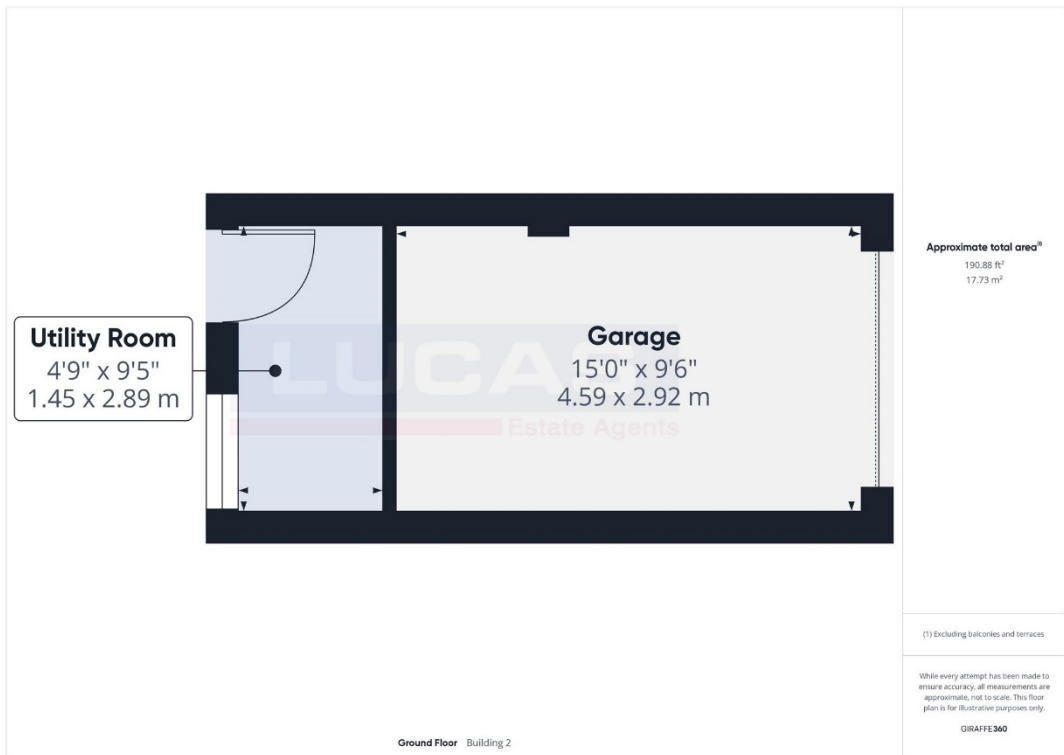 Utility Room
4'9" x 9'5"
1.45 x 2.89 m
Garage
15'0" x 9'6"
4.59 x 2.92 m
LUCAS
Estate Agents
Approximate total area⁽¹⁾
190.88 ft²
17.73 m²
(1) Excluding balconies and terraces
While every attempt has been made to
ensure accuracy, all measurements are
approximate, not to scale. This floor
plan is for illustrative purposes only.
GIRAFFE360
Ground Floor Building 2